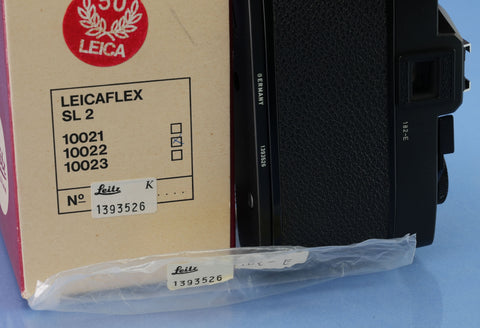 50
LEICA
LEICAFLEX
SL 2
10021
10022
10023
Nº
Leitz K
1393526
GERMANY
1393526
182-E
Leitz
1393526
E